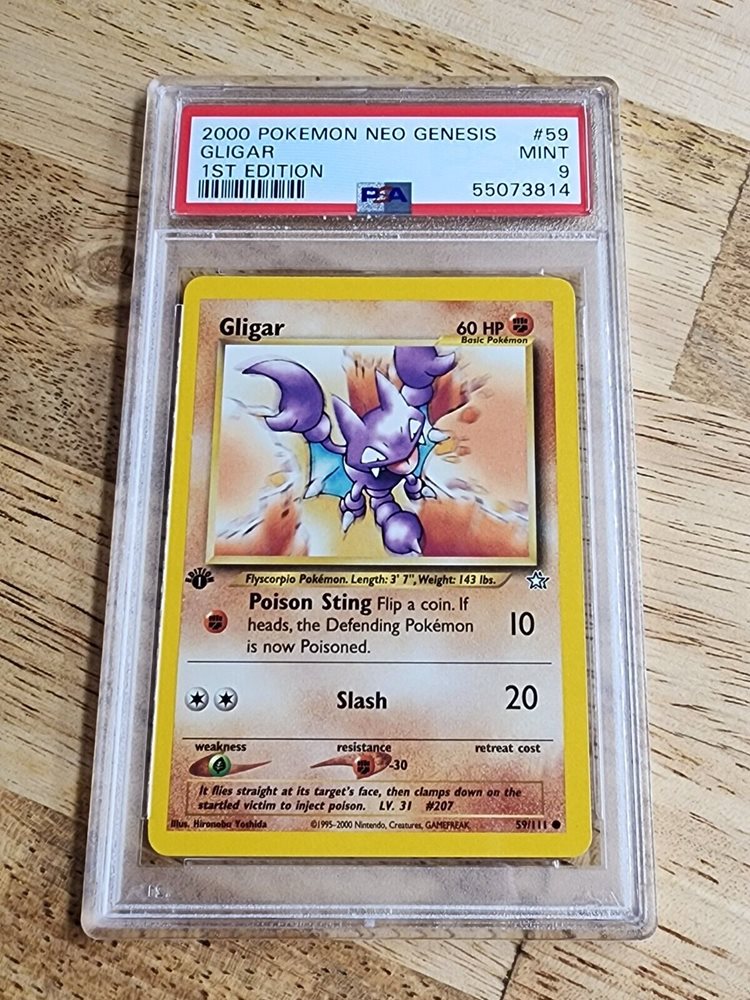 2000 POKEMON NEO GENESIS #59
GLIGAR MINT
1ST EDITION 9
PSA 55073814
Gligar 60 HP
Basic Pokémon
EDITION 1
Flyscorpio Pokémon. Length: 3' 7", Weight: 143 lbs.
Poison Sting Flip a coin. If
heads, the Defending Pokémon 10
is now Poisoned.
Slash 20
weakness resistance retreat cost
-30
It flies straight at its target's face, then clamps down on the
startled victim to inject poison. LV. 31 #207
Illus. Hironobu Yoshida ©1995-2000 Nintendo, Creatures, GAMEFREAK. 59/111